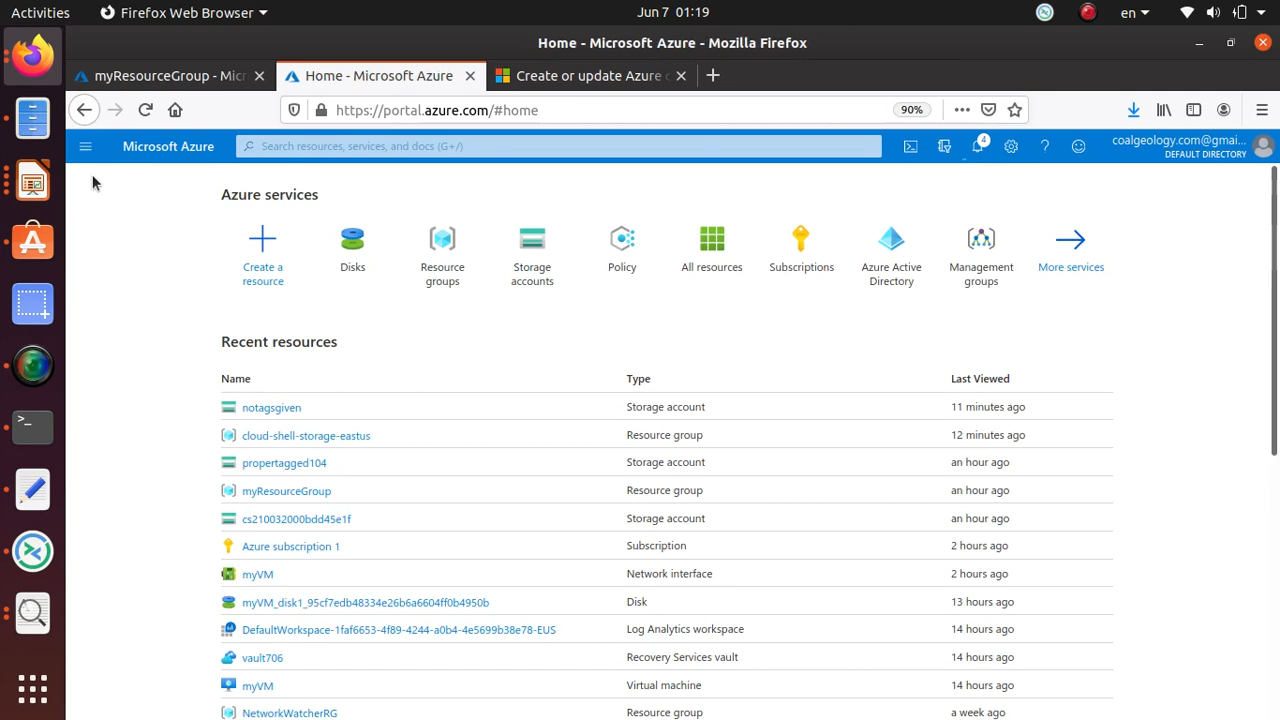 Activities
Firefox Web Browser
Jun 7 01:19
en
Home - Microsoft Azure - Mozilla Firefox
myResourceGroup - Micr
Home - Microsoft Azure
Create or update Azure c
https://portal.azure.com/#home
90%
Microsoft Azure
Search resources, services, and docs (G+/)
4
coalgeology.com@gmai...
DEFAULT DIRECTORY
Azure services
Create a resource
Disks
Resource groups
Storage accounts
Policy
All resources
Subscriptions
Azure Active Directory
Management groups
More services
Recent resources
Name Type Last Viewed
notagsgiven Storage account 11 minutes ago
cloud-shell-storage-eastus Resource group 12 minutes ago
propertagged104 Storage account an hour ago
myResourceGroup Resource group an hour ago
cs210032000bdd45e1f Storage account an hour ago
Azure subscription 1 Subscription 2 hours ago
myVM Network interface 2 hours ago
myVM_disk1_95cf7edb48334e26b6a6604ff0b4950b Disk 13 hours ago
DefaultWorkspace-1faf6653-4f89-4244-a0b4-4e5699b38e78-EUS Log Analytics workspace 14 hours ago
vault706 Recovery Services vault 14 hours ago
myVM Virtual machine 14 hours ago
NetworkWatcherRG Resource group a week ago